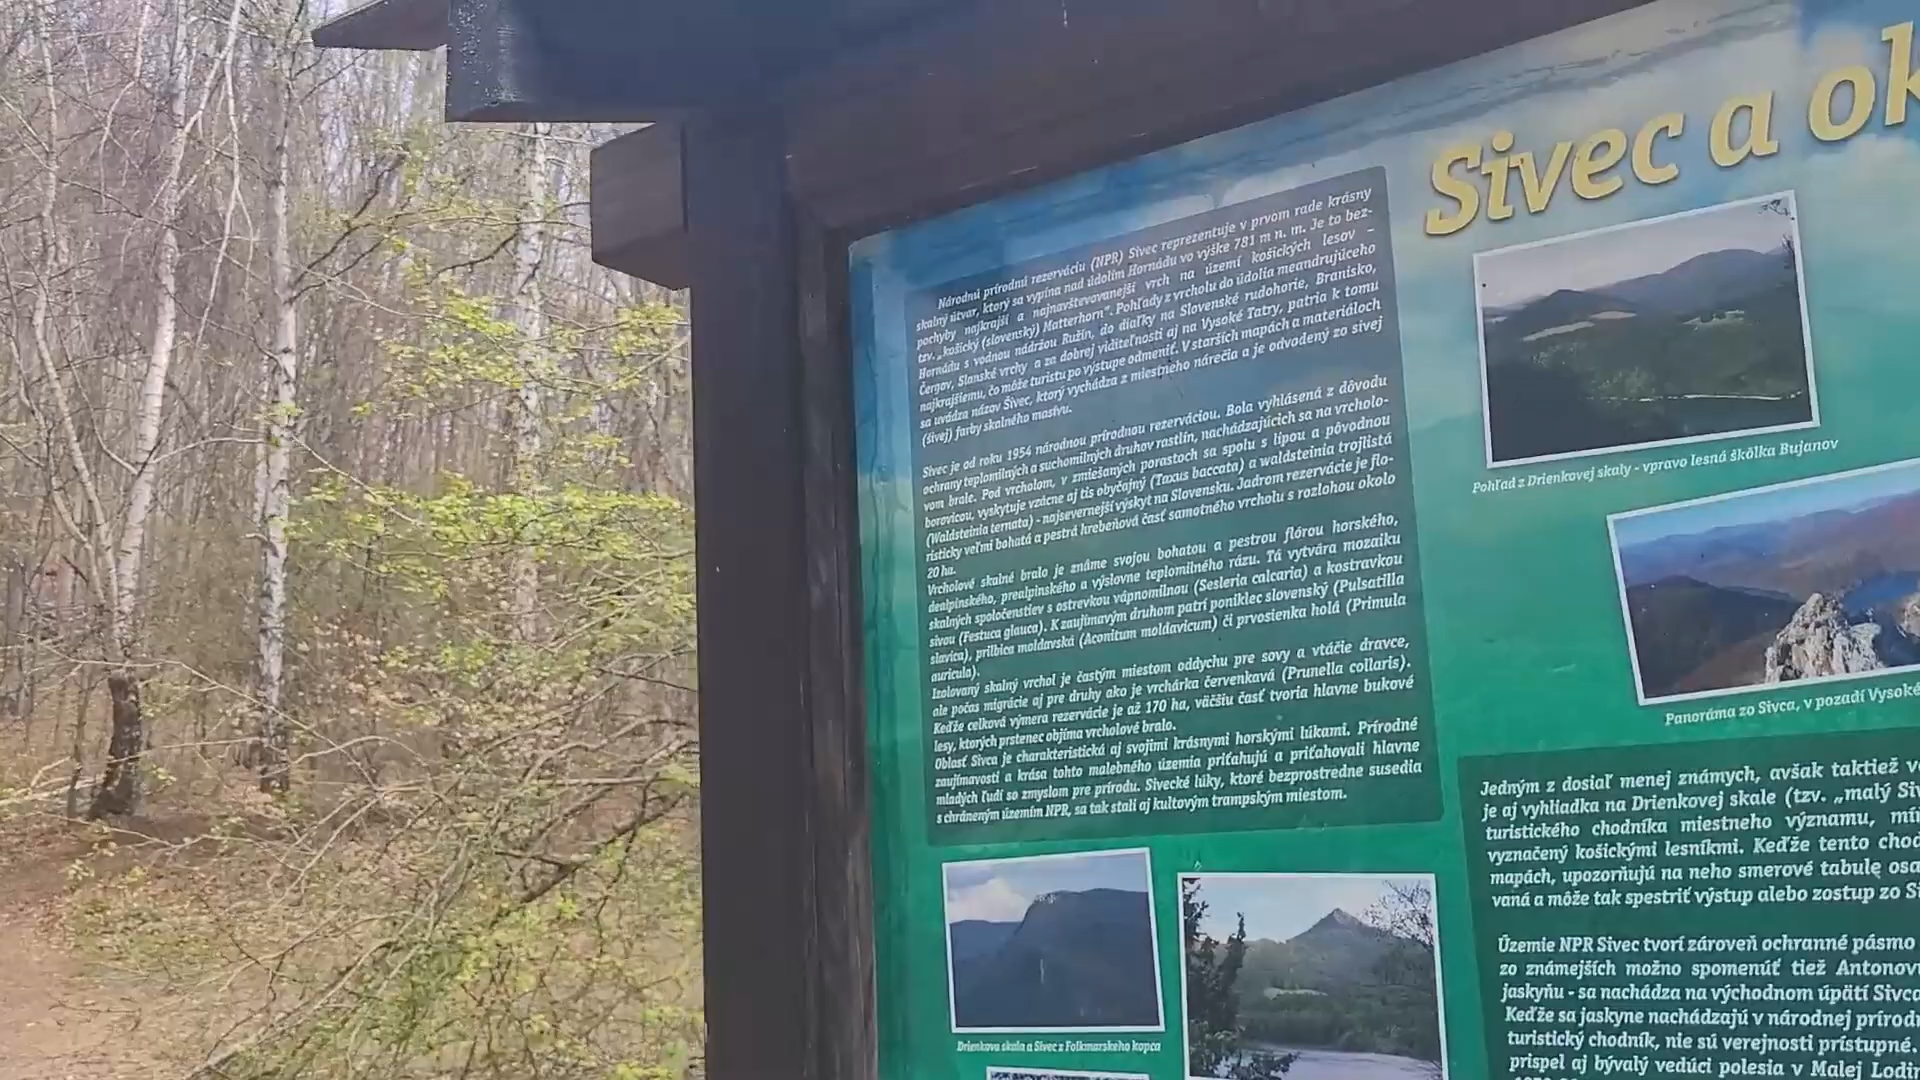 Sivec a ok
Národnú prírodnú rezerváciu (NPR) Sivec reprezentuje v prvom rade krásny
skalný útvar, ktorý sa vypína nad údolím Hornádu vo výške 781 m n. m. Je to bez-
pochyby najkrajší a najnavštevovanejší vrch na území košických lesov –
tzv. „košický (slovenský) Matterhorn“. Pohľady z vrcholu do údolia meandrujúceho
Hornádu s vodnou nádržou Ružín, do diaľky na Slovenské rudohorie, Branisko,
Čergov, Slanské vrchy a za dobrej viditeľnosti aj na Vysoké Tatry, patria k tomu
najkrajšiemu, čo môže turistu po výstupe odmeniť. V starších mapách a materiáloch
sa uvádza názov Šivec, ktorý vychádza z miestneho nárečia a je odvodený zo sivej
(šivej) farby skalného masívu.
Sivec je od roku 1954 národnou prírodnou rezerváciou. Bola vyhlásená z dôvodu
ochrany teplomilných a suchomilných druhov rastlín, nachádzajúcich sa na vrcholo-
vom brale. Pod vrcholom, v zmiešaných porastoch sa spolu s lipou a pôvodnou
borovicou, vyskytuje vzácne aj tis obyčajný (Taxus baccata) a waldsteinia trojlistá
(Waldsteinia ternata) - najsevernejší výskyt na Slovensku. Jadrom rezervácie je flo-
risticky veľmi bohatá a pestrá hrebeňová časť samotného vrcholu s rozlohou okolo
20 ha.
Vrcholové skalné bralo je známe svojou bohatou a pestrou flórou horského,
dealpínskeho, prealpínskeho a výslovne teplomilného rázu. Tá vytvára mozaiku
skalných spoločenstiev s ostrevkou vápnomilnou (Sesleria calcaria) a kostravkou
sivou (Festuca glauca). K zaujímavým druhom patrí poniklec slovenský (Pulsatilla
slavica), prilbica moldavská (Aconitum moldavicum) či prvosienka holá (Primula
auricula).
Izolovaný skalný vrchol je častým miestom oddychu pre sovy a vtáčie dravce,
ale počas migrácie aj pre druhy ako je vrchárka červenkavá (Prunella collaris).
Keďže celková výmera rezervácie je až 170 ha, väčšiu časť tvoria hlavne bukové
lesy, ktorých prstenec objíma vrcholové bralo.
Oblasť Sivca je charakteristická aj svojimi krásnymi horskými lúkami. Prírodné
zaujímavosti a krása tohto malebného územia priťahujú a priťahovali hlavne
mladých ľudí so zmyslom pre prírodu. Sivecké lúky, ktoré bezprostredne susedia
s chráneným územím NPR, sa tak stali aj kultovým trampským miestom.
Pohľad z Drienkovej skaly - vpravo lesná škôlka Bujanov
Panoráma zo Sivca, v pozadí Vysoké
Drienkova skala a Sivec z Folkmarského kopca
Jedným z dosiaľ menej známych, avšak taktiež v
je aj vyhliadka na Drienkovej skale (tzv. „malý Siv
turistického chodníka miestneho významu, mi
vyznačený košickými lesníkmi. Keďže tento chod
mapách, upozorňujú na neho smerové tabuľe osa
vaná a môže tak spestriť výstup alebo zostup zo Si
Územie NPR Sivec tvorí zároveň ochranné pásmo
zo známejších možno spomenúť tiež Antonov
jaskyňu - sa nachádza na východnom úpätí Sivca
Keďže sa jaskyne nachádzajú v národnej prírod
turistický chodník, nie sú verejnosti prístupné.
prispel aj bývalý vedúci polesia v Malej Lodin